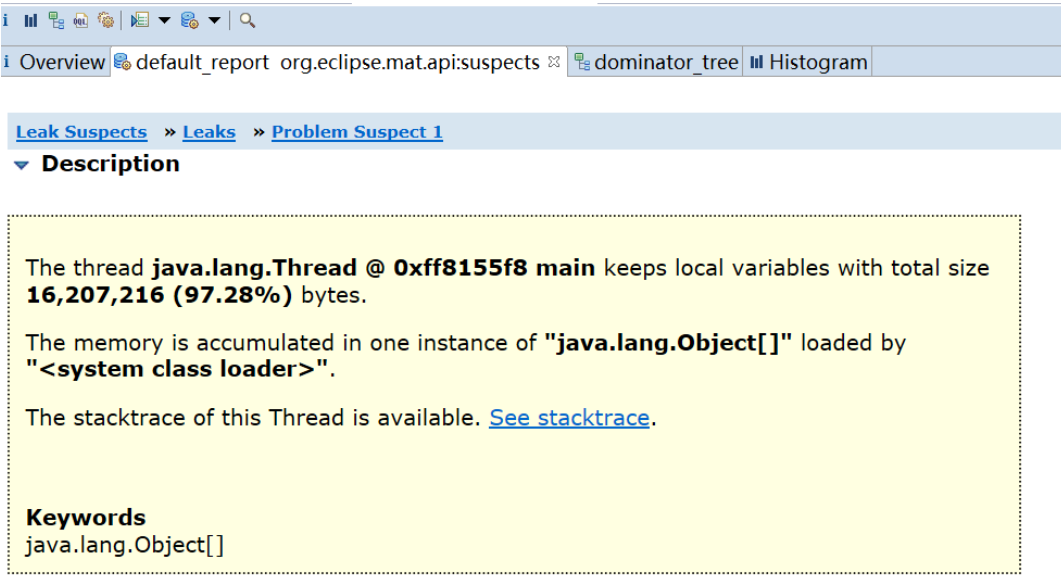 Overview default_report org.eclipse.mat.api:suspects dominator_tree Histogram
Leak Suspects » Leaks » Problem Suspect 1
Description
The thread java.lang.Thread @ 0xff8155f8 main keeps local variables with total size
16,207,216 (97.28%) bytes.
The memory is accumulated in one instance of "java.lang.Object[]" loaded by
"<system class loader>".
The stacktrace of this Thread is available. See stacktrace.
Keywords
java.lang.Object[]